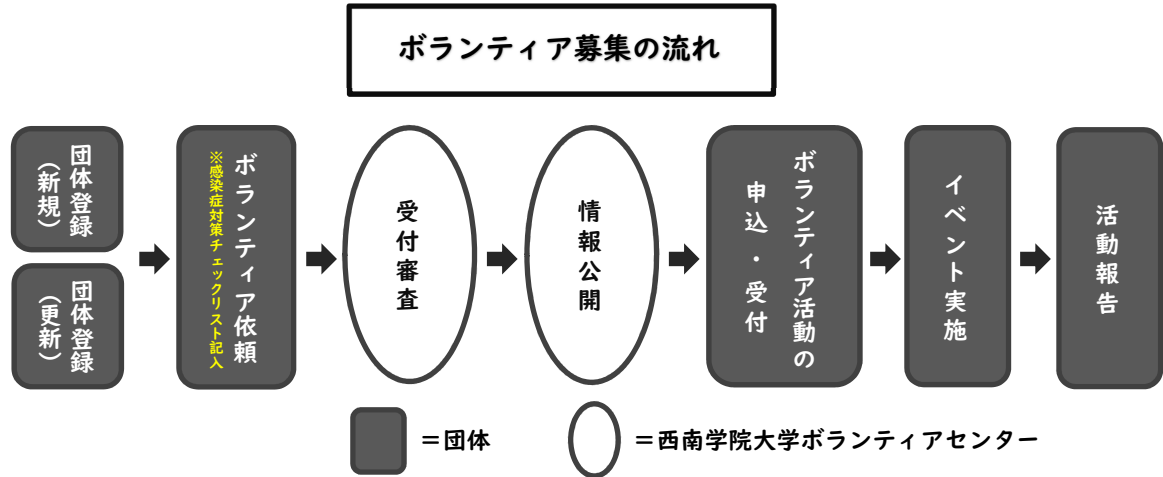 ボランティア募集の流れ
団体登録
（新規）
団体登録
（更新）
ボランティア依頼
※感染症対策チェックリスト記入
受付審査
情報公開
ボランティア活動の
申込・受付
イベント実施
活動報告
＝団体
＝西南学院大学ボランティアセンター